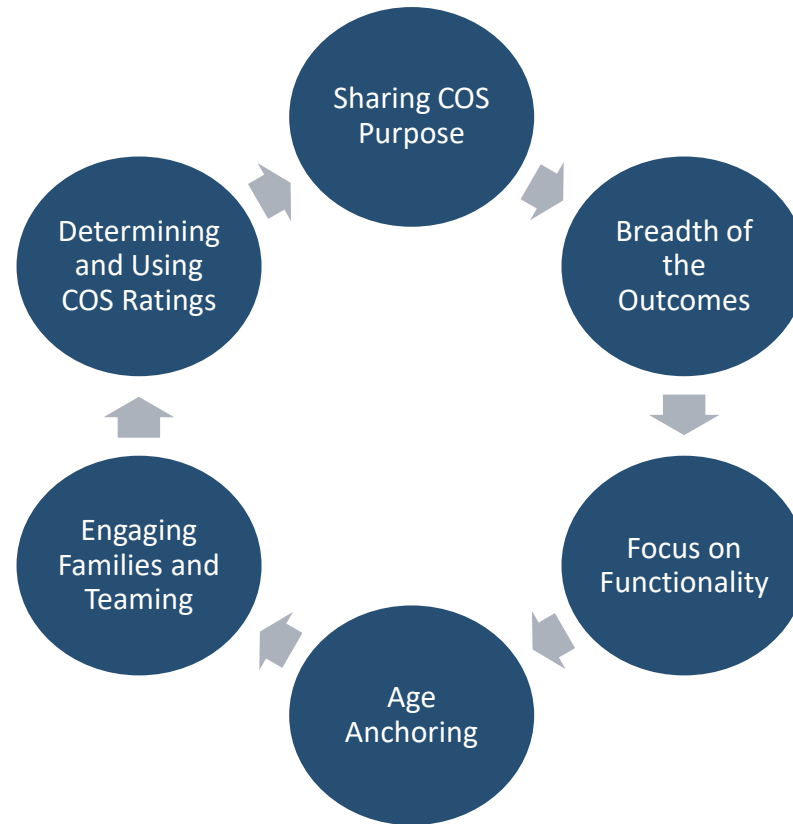 Sharing COS
Purpose
Breadth of
the
Outcomes
Focus on
Functionality
Age
Anchoring
Engaging
Families and
Teaming
Determining
and Using
COS Ratings